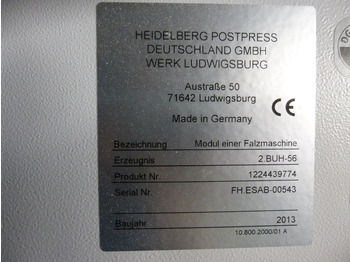 HEIDELBERG POSTPRESS
DEUTSCHLAND GMBH
WERK LUDWIGSBURG
Austraße 50
71642 Ludwigsburg
Made in Germany CE
Bezeichnung Modul einer Falzmaschine
Erzeugnis 2.BUH-56
Produkt Nr. 1224439774
Serial Nr. FH.ESAB-00543
Baujahr 2013
10.800.2000/01 A